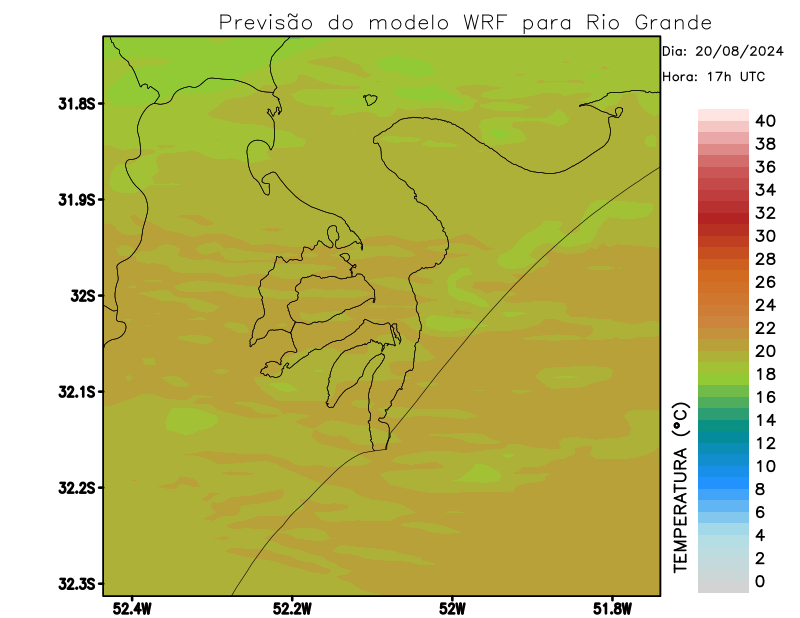 Previsão do modelo WRF para Rio Grande
Dia: 20/08/2024
Hora: 17h UTC
31.8S
31.9S
32S
32.1S
32.2S
32.3S
52.4W
52.2W
52W
51.8W
TEMPERATURA (°C)
40
38
36
34
32
30
28
26
24
22
20
18
16
14
12
10
8
6
4
2
0